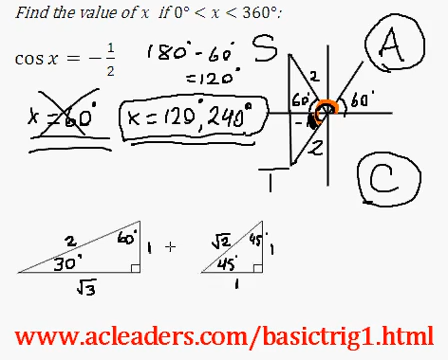 Find the value of x if 0° < x < 360°:
cos x = -1/2
180° - 60°
= 120°
x = 60°
x = 120°, 240°
S
A
2
60°
60°
-1
2
T
C
2
60°
1
30°
√3
+
√2
45°
1
45°
1
www.acleaders.com/basictrig1.html